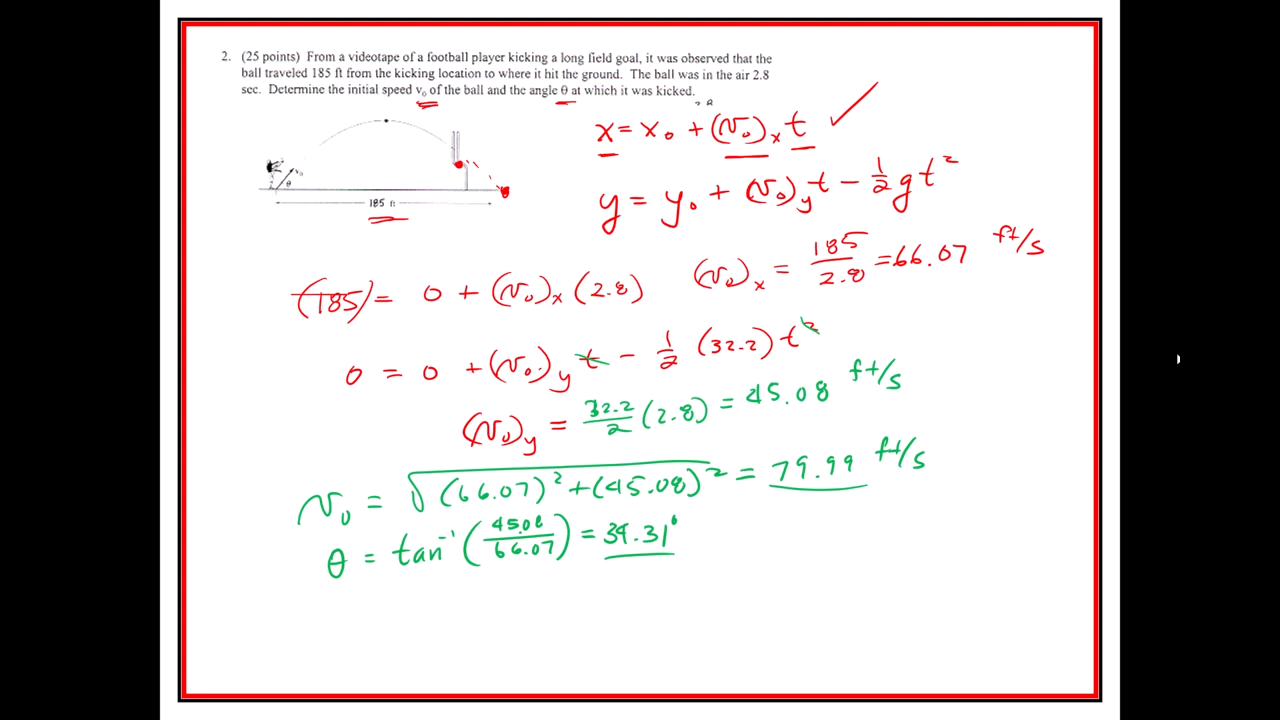 2. (25 points) From a videotape of a football player kicking a long field goal, it was observed that the
ball traveled 185 ft from the kicking location to where it hit the ground. The ball was in the air 2.8
sec. Determine the initial speed v₀ of the ball and the angle θ at which it was kicked.
x = x₀ + (v₀)ₓ t ✓
y = y₀ + (v₀)y t − ½ g t²
v₀
θ
185 ft
(185) = 0 + (v₀)ₓ (2.8)
(v₀)ₓ = 185/2.8 = 66.07 ft/s
0 = 0 + (v₀)y t − ½ (32.2) t²
(v₀)y = 32.2/2 (2.8) = 45.08 ft/s
v₀ = √(66.07)² + (45.08)² = 79.99 ft/s
θ = tan⁻¹ (45.08/66.07) = 34.31°